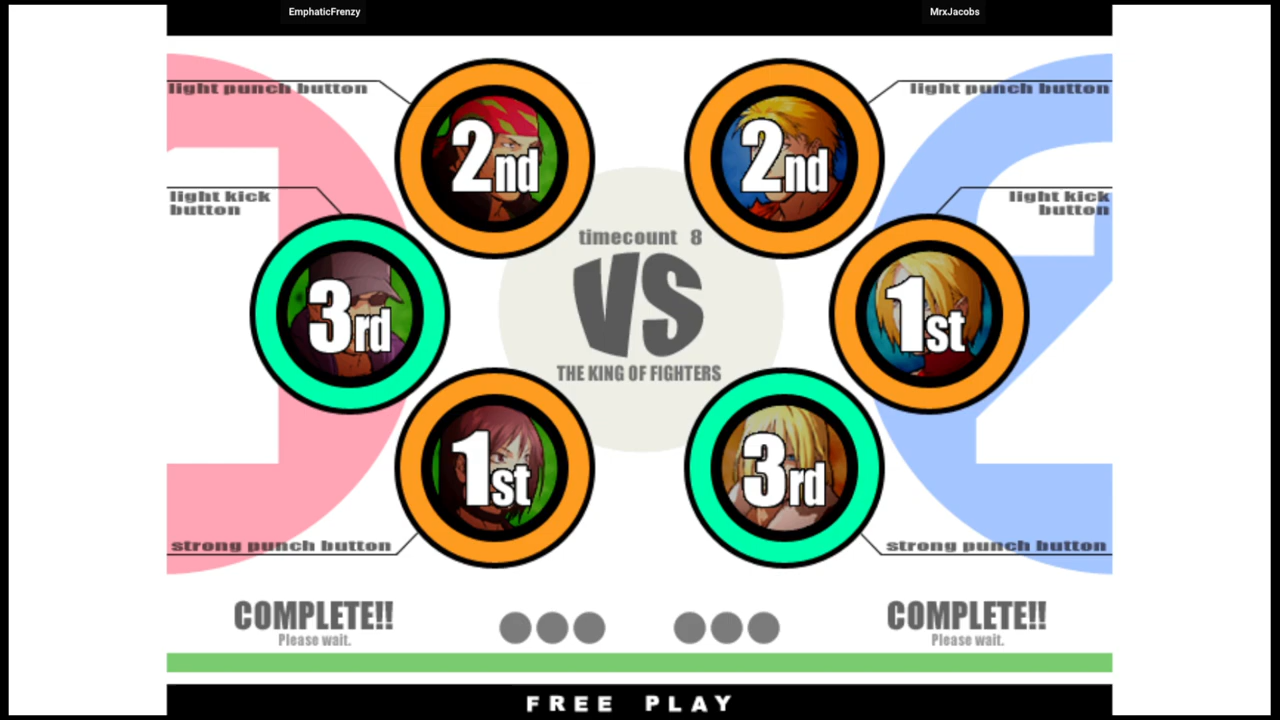 EmphaticFrenzy
MrxJacobs
light punch button
light punch button
2nd
2nd
light kick
button
light kick
button
timecount 8
VS
THE KING OF FIGHTERS
3rd
1st
1st
3rd
strong punch button
strong punch button
COMPLETE!!
Please wait.
COMPLETE!!
Please wait.
FREE PLAY
1
2